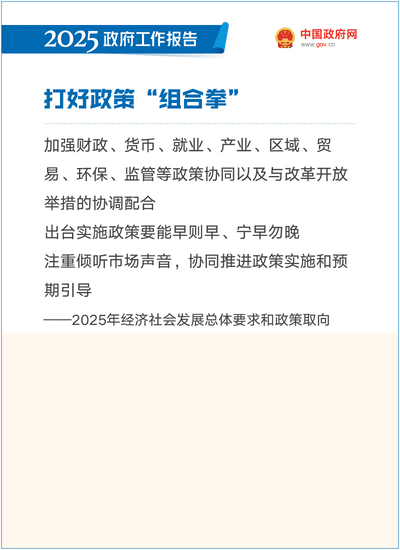 2025 政府工作报告
中国政府网
www.gov.cn
打好政策“组合拳”
加强财政、货币、就业、产业、区域、贸
易、环保、监管等政策协同以及与改革开放
举措的协调配合
出台实施政策要能早则早、宁早勿晚
注重倾听市场声音，协同推进政策实施和预
期引导
——2025年经济社会发展总体要求和政策取向